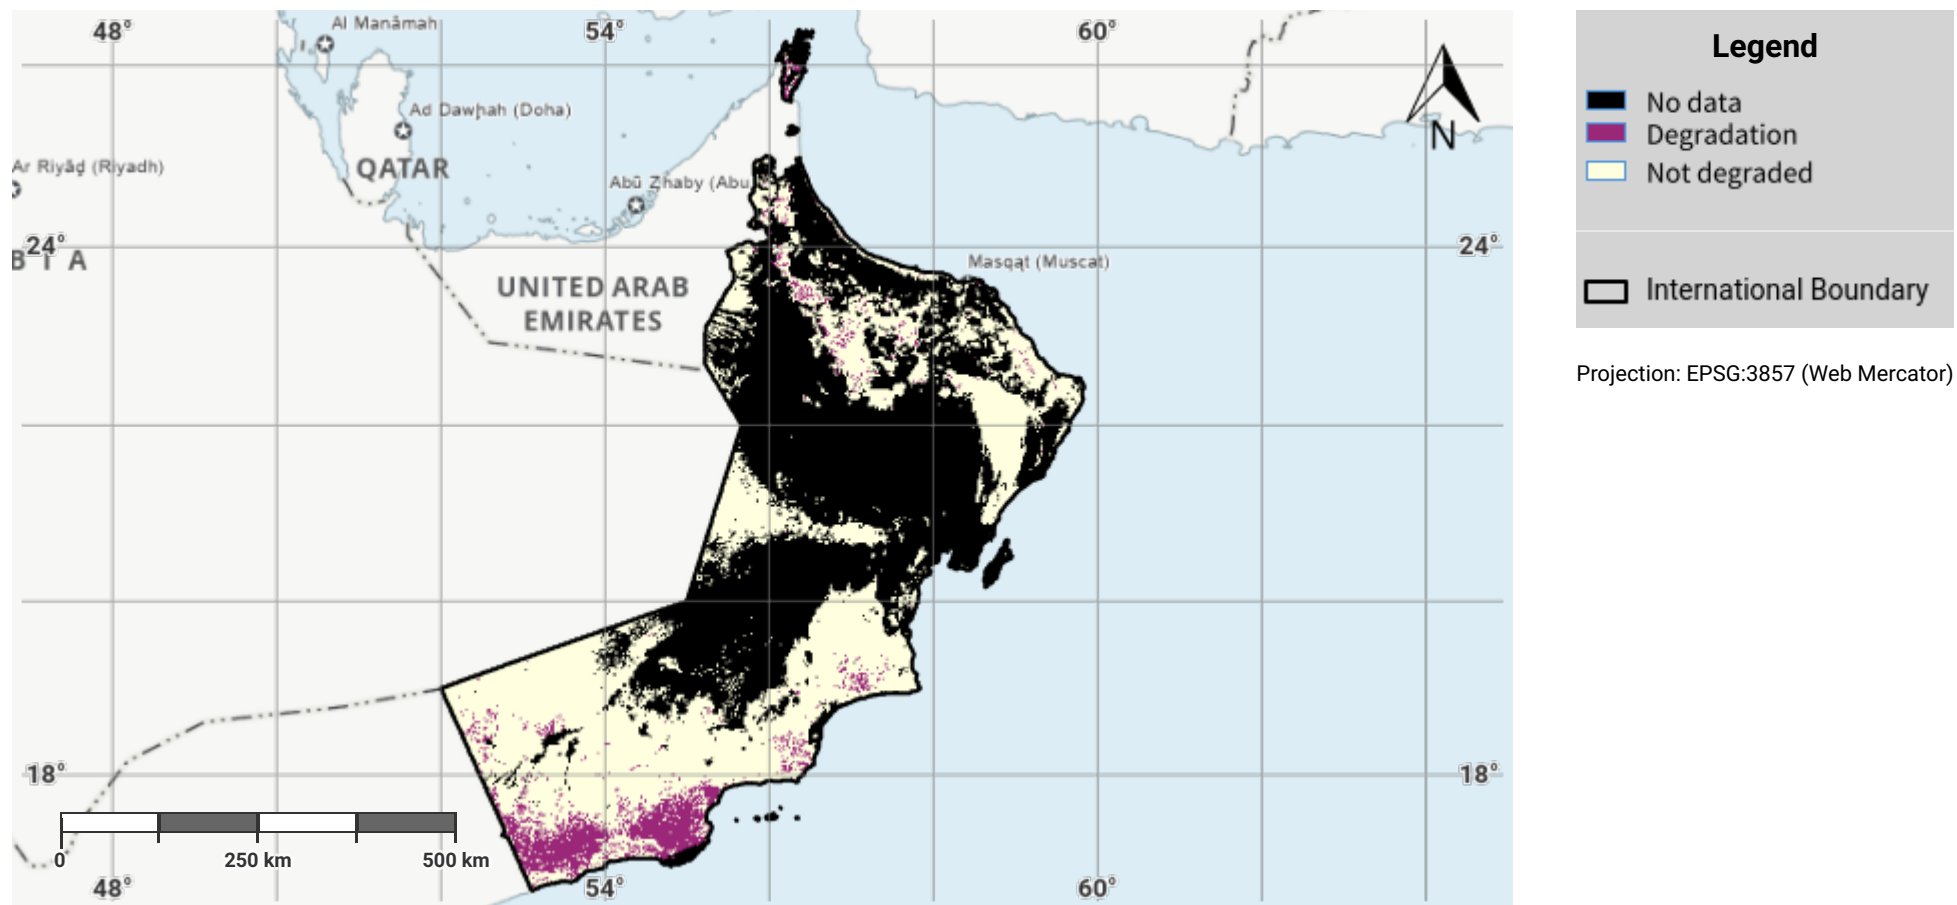 48°
54°
60°
Al Manāmah
Ad Dawḩah (Doha)
Ar Riyāḑ (Riyadh)
QATAR
Abū Z̧haby (Abu
24°
24°
B I A
Masqaţ (Muscat)
UNITED ARAB
EMIRATES
N
18°
18°
0
250 km
500 km
48°
54°
60°
Legend
No data
Degradation
Not degraded
International Boundary
Projection: EPSG:3857 (Web Mercator)